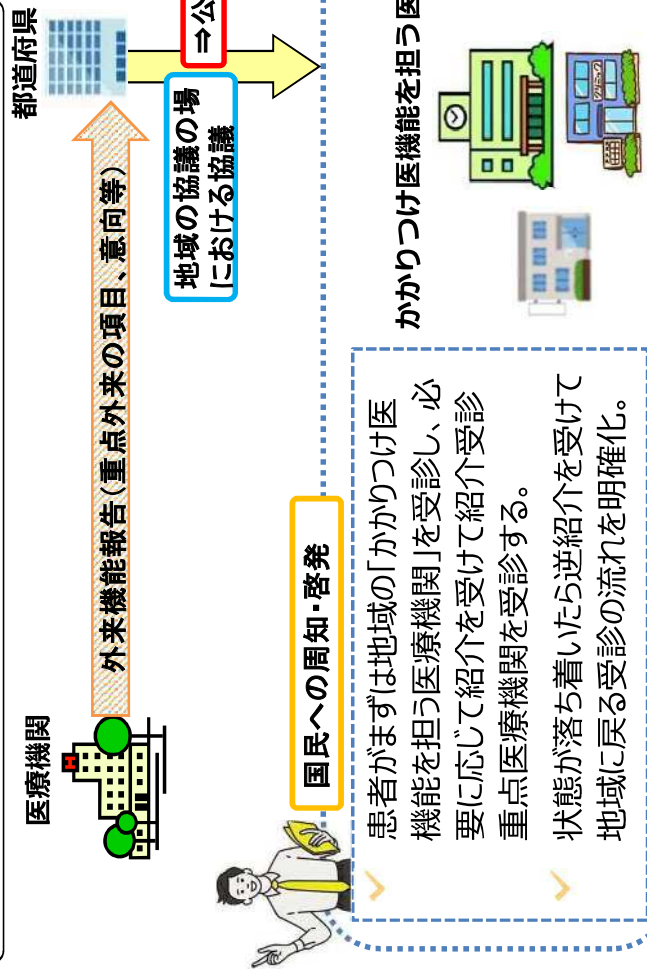 医療機関
外来機能報告(重点外来の項目、意向等)
都道府県
地域の協議の場
における協議
⇒公
国民への周知・啓発
患者がまずは地域の「かかりつけ医
機能を担う医療機関」を受診し、必
要に応じて紹介を受けて紹介受診
重点医療機関を受診する。
状態が落ち着いたら逆紹介を受けて
地域に戻る受診の流れを明確化。
かかりつけ医機能を担う医